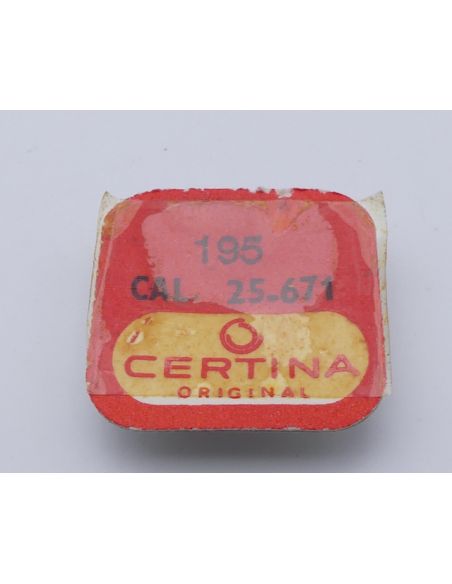 195
CAL. 25-671
CERTINA
ORIGINAL